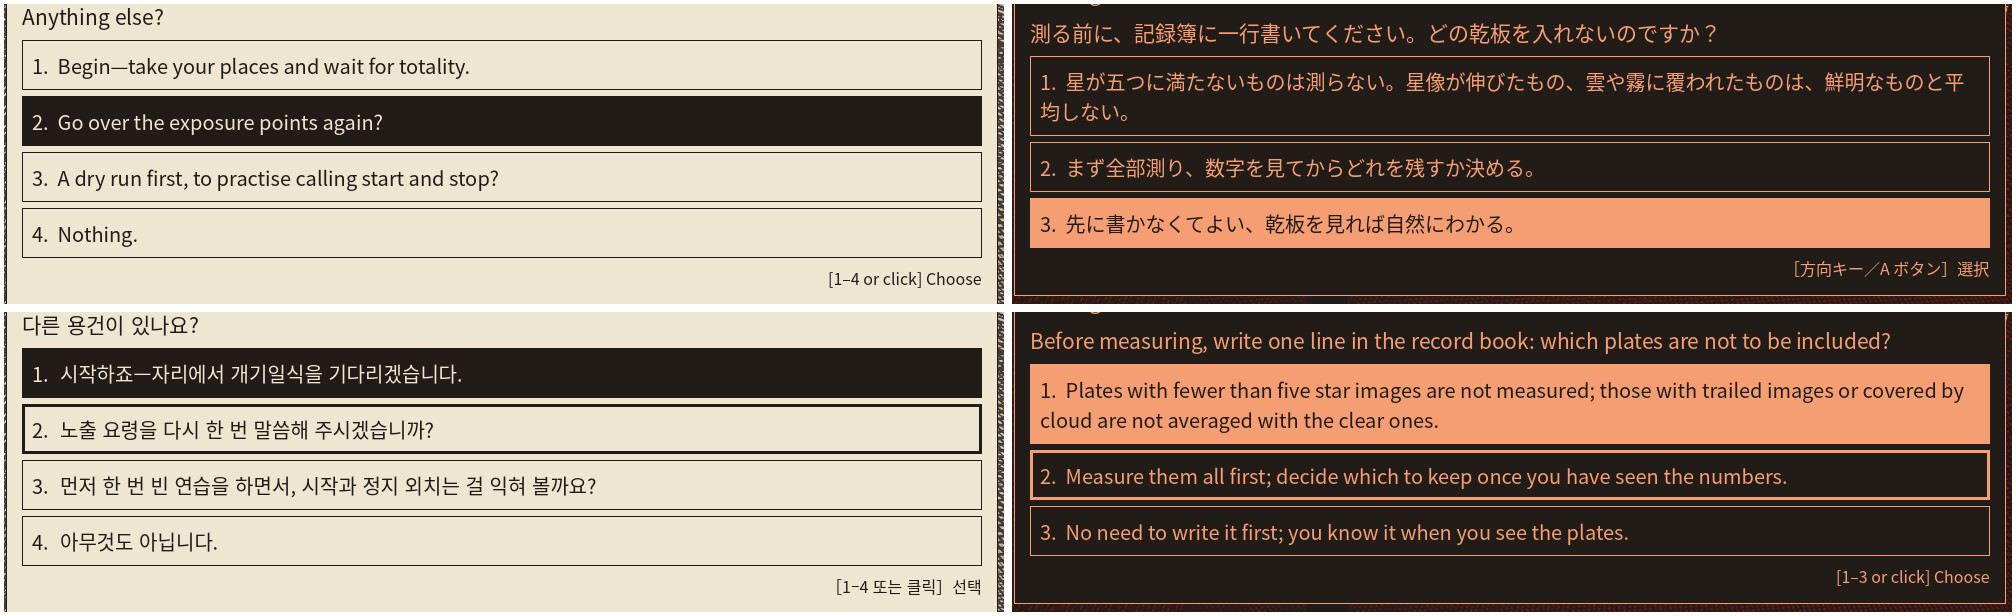 Anything else?
1. Begin—take your places and wait for totality.
2. Go over the exposure points again?
3. A dry run first, to practise calling start and stop?
4. Nothing.
[1–4 or click] Choose
測る前に、記録簿に一行書いてください。どの乾板を入れないのですか？
1. 星が五つに満たないものは測らない。星像が伸びたもの、雲や霧に覆われたものは、鮮明なものと平
均しない。
2. まず全部測り、数字を見てからどれを残すか決める。
3. 先に書かなくてよい、乾板を見れば自然にわかる。
［方向キー／A ボタン］選択
다른 용건이 있나요?
1. 시작하죠—자리에서 개기일식을 기다리겠습니다.
2. 노출 요령을 다시 한 번 말씀해 주시겠습니까?
3. 먼저 한 번 빈 연습을 하면서, 시작과 정지 외치는 걸 익혀 볼까요?
4. 아무것도 아닙니다.
［1–4 또는 클릭］선택
Before measuring, write one line in the record book: which plates are not to be included?
1. Plates with fewer than five star images are not measured; those with trailed images or covered by
cloud are not averaged with the clear ones.
2. Measure them all first; decide which to keep once you have seen the numbers.
3. No need to write it first; you know it when you see the plates.
[1–3 or click] Choose